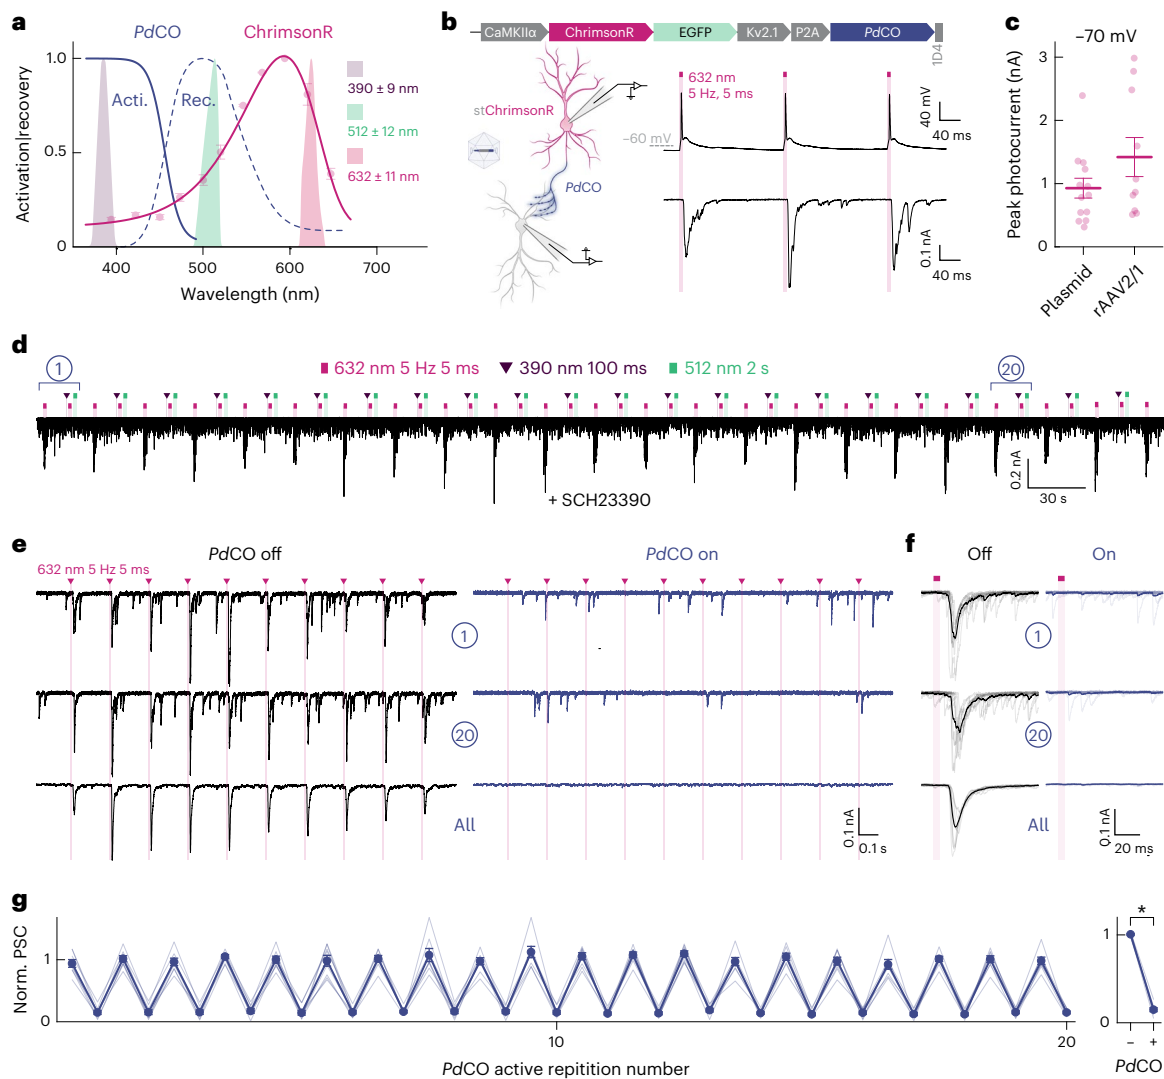 a
PdCO
ChrimsonR
Activation|recovery
1.0
0.5
0
Acti.
Rec.
390 ± 9 nm
512 ± 12 nm
632 ± 11 nm
400
500
600
700
Wavelength (nm)
b
CaMKIIα
ChrimsonR
EGFP
Kv2.1
P2A
PdCO
1D4
stChrimsonR
PdCO
632 nm
5 Hz, 5 ms
–60 mV
40 mV
40 ms
0.1 nA
40 ms
c
–70 mV
Peak photocurrent (nA)
3
2
1
0
Plasmid
rAAV2/1
d
632 nm 5 Hz 5 ms
390 nm 100 ms
512 nm 2 s
1
20
+ SCH23390
0.2 nA
30 s
e
PdCO off
PdCO on
632 nm 5 Hz 5 ms
1
20
All
0.1 nA
0.1 s
f
Off
On
1
20
All
0.1 nA
20 ms
g
Norm. PSC
1
0
10
20
PdCO active repitition number
*
1
0
–
+
PdCO